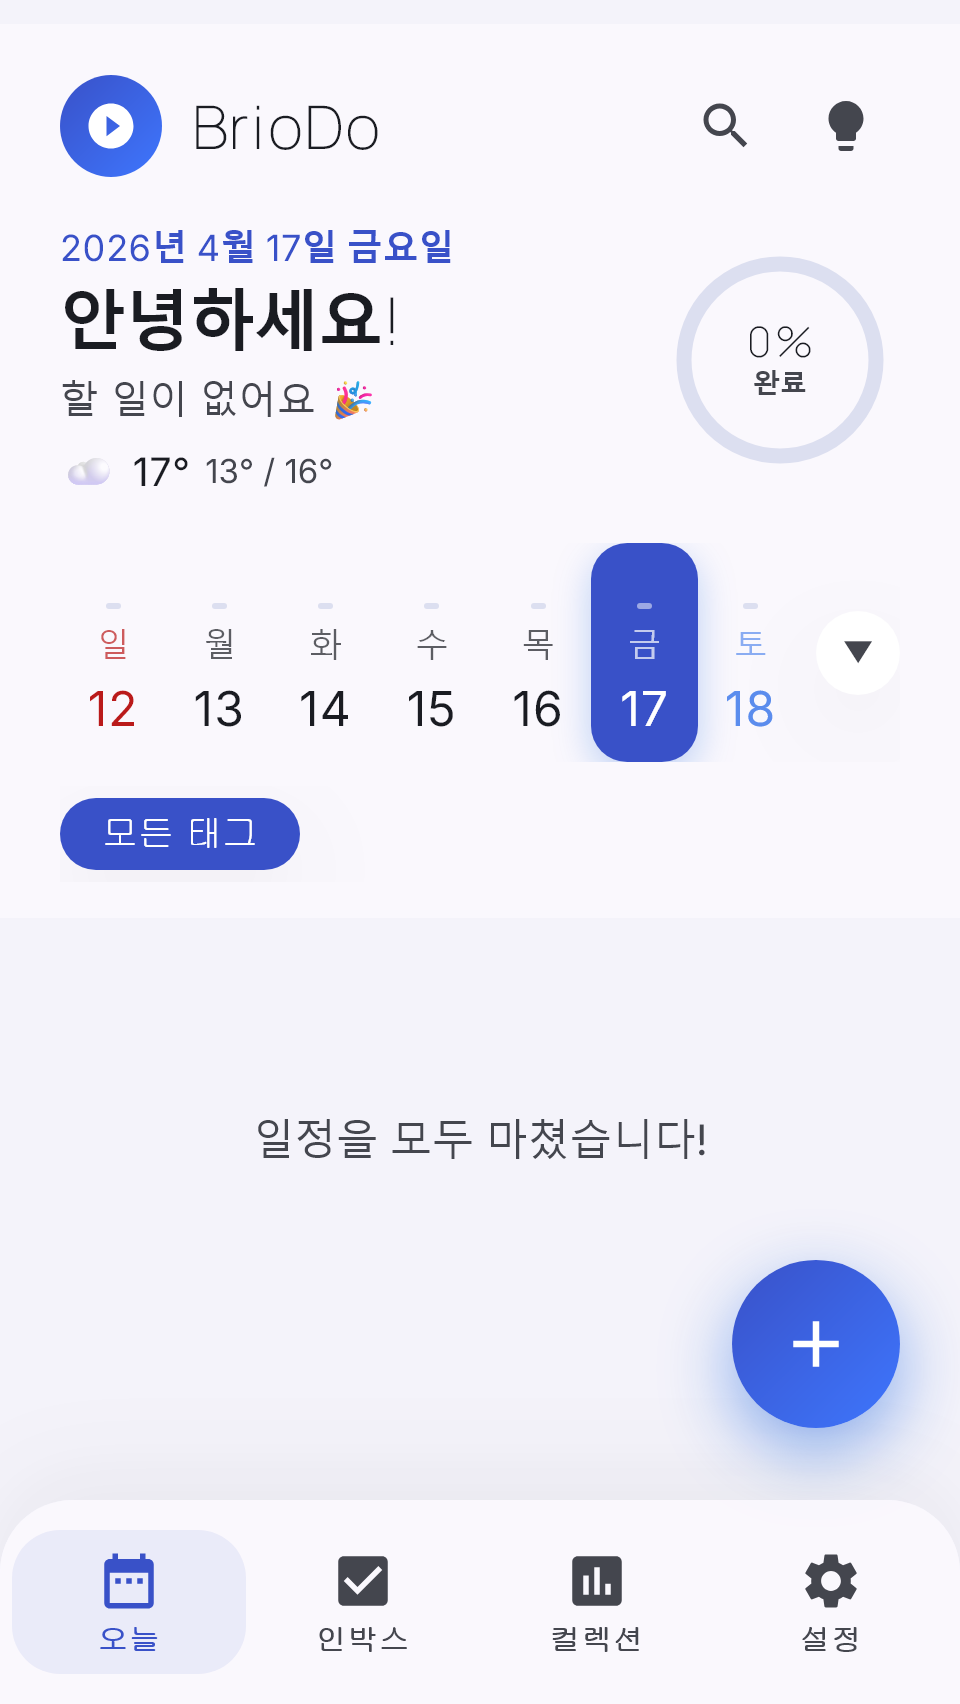 BrioDo
2026년 4월 17일 금요일
안녕하세요!
할 일이 없어요 🎉
0%
완료
17° 13° / 16°
일 월 화 수 목 금 토
12 13 14 15 16 17 18
모든 태그
일정을 모두 마쳤습니다!
오늘 인박스 컬렉션 설정